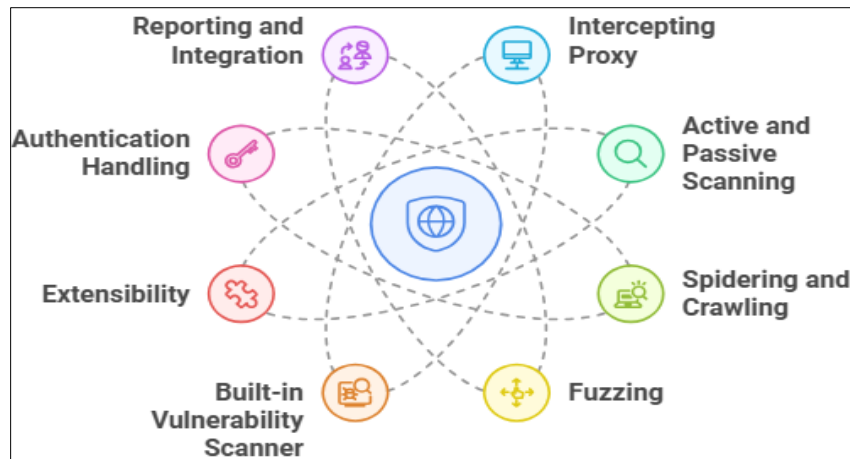 Reporting and
Integration
Intercepting
Proxy
Authentication
Handling
Active and
Passive
Scanning
Extensibility
Spidering and
Crawling
Built-in
Vulnerability
Scanner
Fuzzing